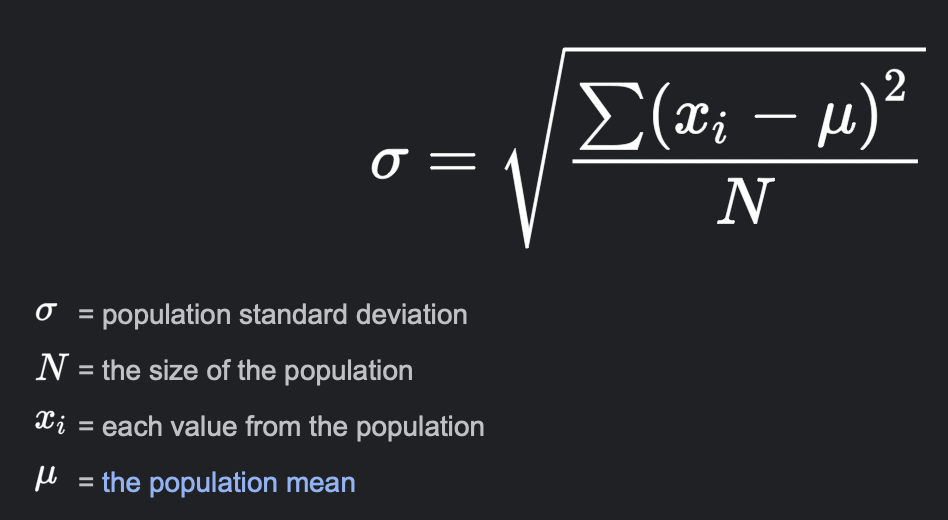 σ = √(∑(xᵢ − μ)² / N)
σ = population standard deviation
N = the size of the population
xᵢ = each value from the population
μ = the population mean